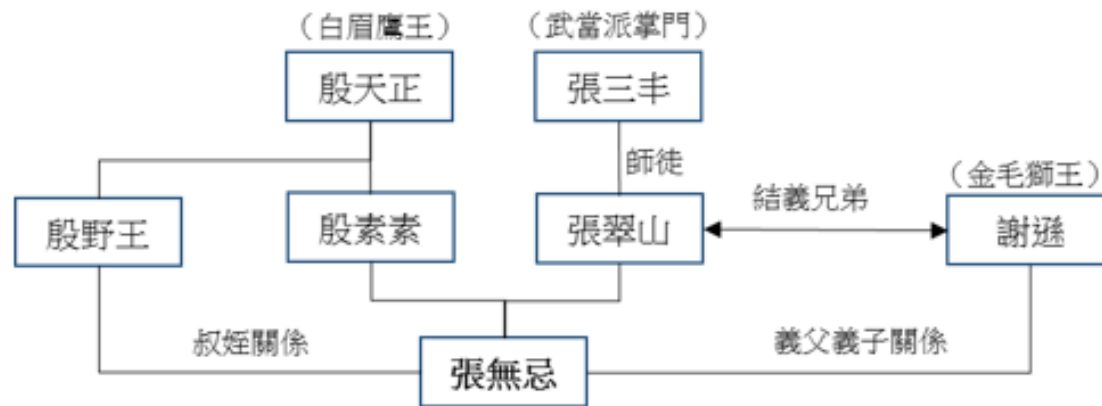 （白眉鷹王）
（武當派掌門）
殷天正
張三丰
師徒
（金毛獅王）
結義兄弟
殷野王
殷素素
張翠山
謝遜
叔姪關係
義父義子關係
張無忌